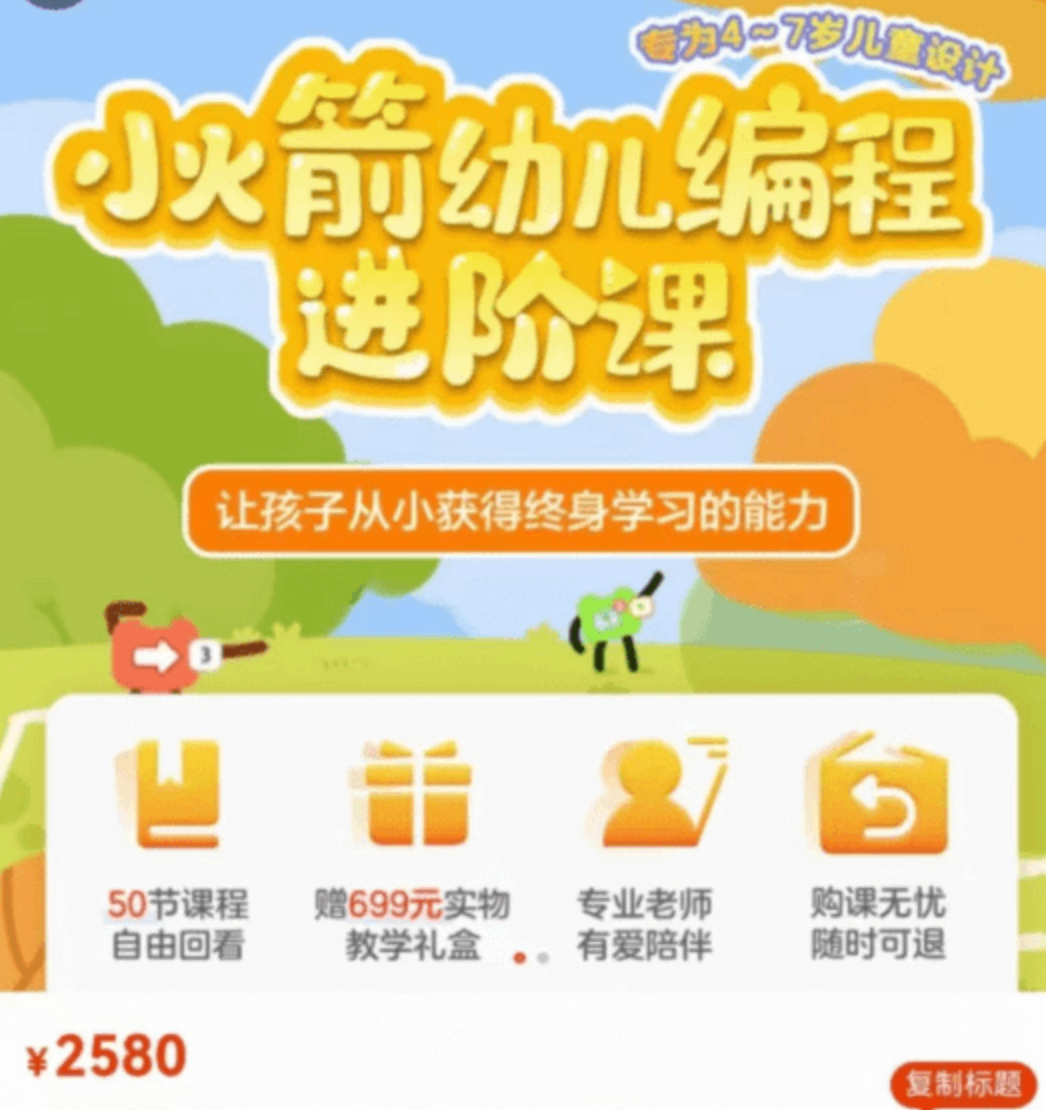 专为4~7岁儿童设计
小火箭幼儿编程
进阶课
让孩子从小获得终身学习的能力
3
50节课程
自由回看
赠699元实物
教学礼盒
专业老师
有爱陪伴
购课无忧
随时可退
¥2580
复制标题